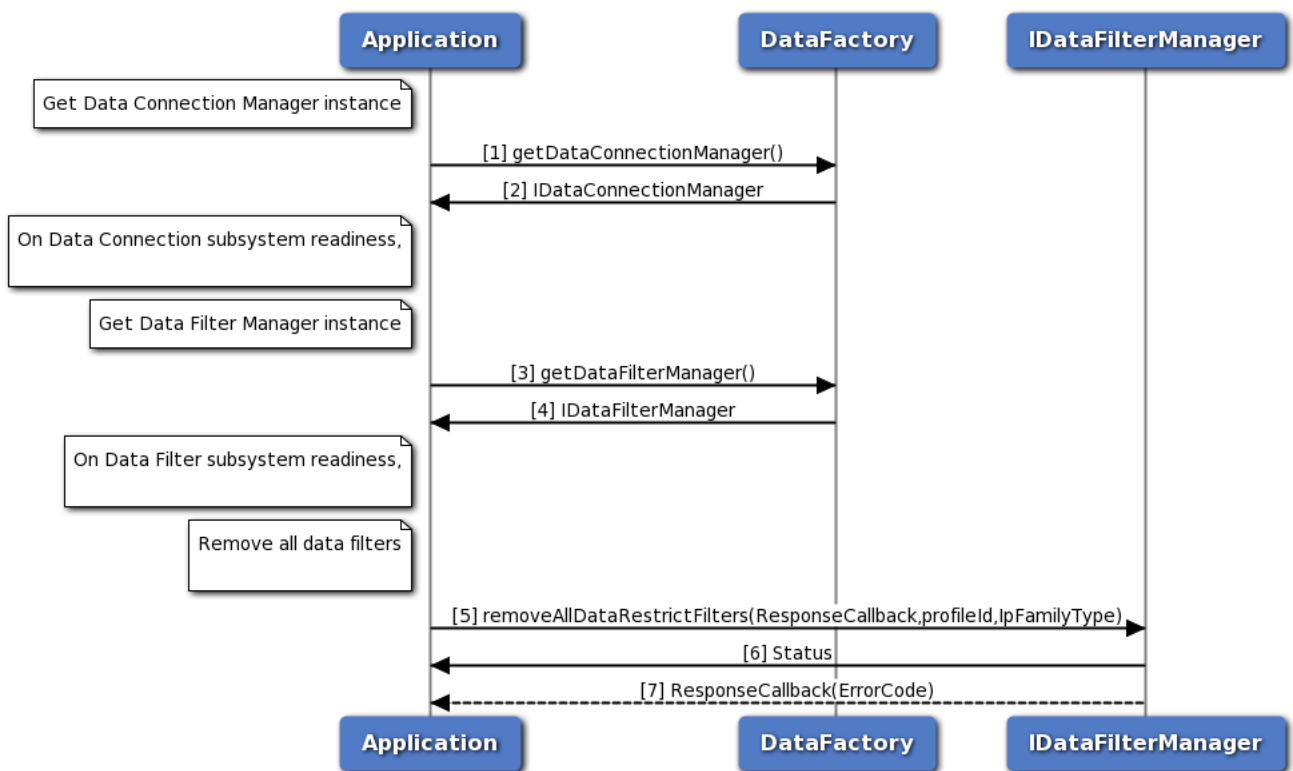 Application
DataFactory
IDataFilterManager
Get Data Connection Manager instance
[1] getDataConnectionManager()
[2] IDataConnectionManager
On Data Connection subsystem readiness,
Get Data Filter Manager instance
[3] getDataFilterManager()
[4] IDataFilterManager
On Data Filter subsystem readiness,
Remove all data filters
[5] removeAllDataRestrictFilters(ResponseCallback,profileId,IpFamilyType)
[6] Status
[7] ResponseCallback(ErrorCode)
Application
DataFactory
IDataFilterManager